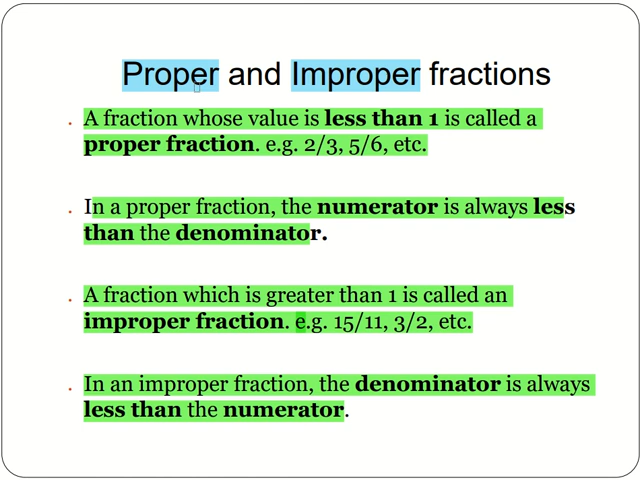 Proper and Improper fractions
. A fraction whose value is less than 1 is called a
proper fraction. e.g. 2/3, 5/6, etc.
. In a proper fraction, the numerator is always less
than the denominator.
. A fraction which is greater than 1 is called an
improper fraction. e.g. 15/11, 3/2, etc.
. In an improper fraction, the denominator is always
less than the numerator.